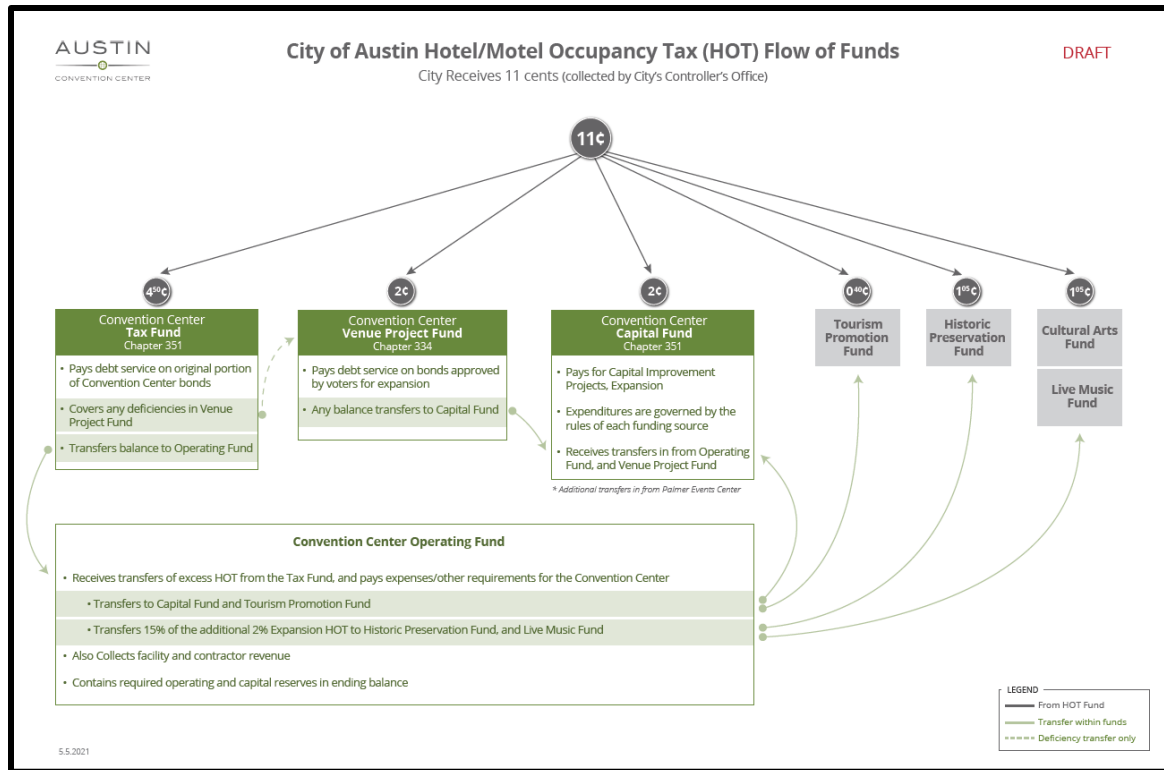 AUSTIN
CONVENTION CENTER
City of Austin Hotel/Motel Occupancy Tax (HOT) Flow of Funds
City Receives 11 cents (collected by City's Controller's Office)
DRAFT
11¢
4⁵⁰¢
2¢
2¢
0⁴⁰¢
1⁰⁵¢
1⁰⁵¢
Convention Center
Tax Fund
Chapter 351
• Pays debt service on original portion
of Convention Center bonds
• Covers any deficiencies in Venue
Project Fund
• Transfers balance to Operating Fund
Convention Center
Venue Project Fund
Chapter 334
• Pays debt service on bonds approved
by voters for expansion
• Any balance transfers to Capital Fund
Convention Center
Capital Fund
Chapter 351
• Pays for Capital Improvement
Projects, Expansion
• Expenditures are governed by the
rules of each funding source
• Receives transfers in from Operating
Fund, and Venue Project Fund
* Additional transfers in from Palmer Events Center
Tourism
Promotion
Fund
Historic
Preservation
Fund
Cultural Arts
Fund
Live Music
Fund
Convention Center Operating Fund
• Receives transfers of excess HOT from the Tax Fund, and pays expenses/other requirements for the Convention Center
• Transfers to Capital Fund and Tourism Promotion Fund
• Transfers 15% of the additional 2% Expansion HOT to Historic Preservation Fund, and Live Music Fund
• Also Collects facility and contractor revenue
• Contains required operating and capital reserves in ending balance
LEGEND
From HOT Fund
Transfer within funds
Deficiency transfer only
5.5.2021